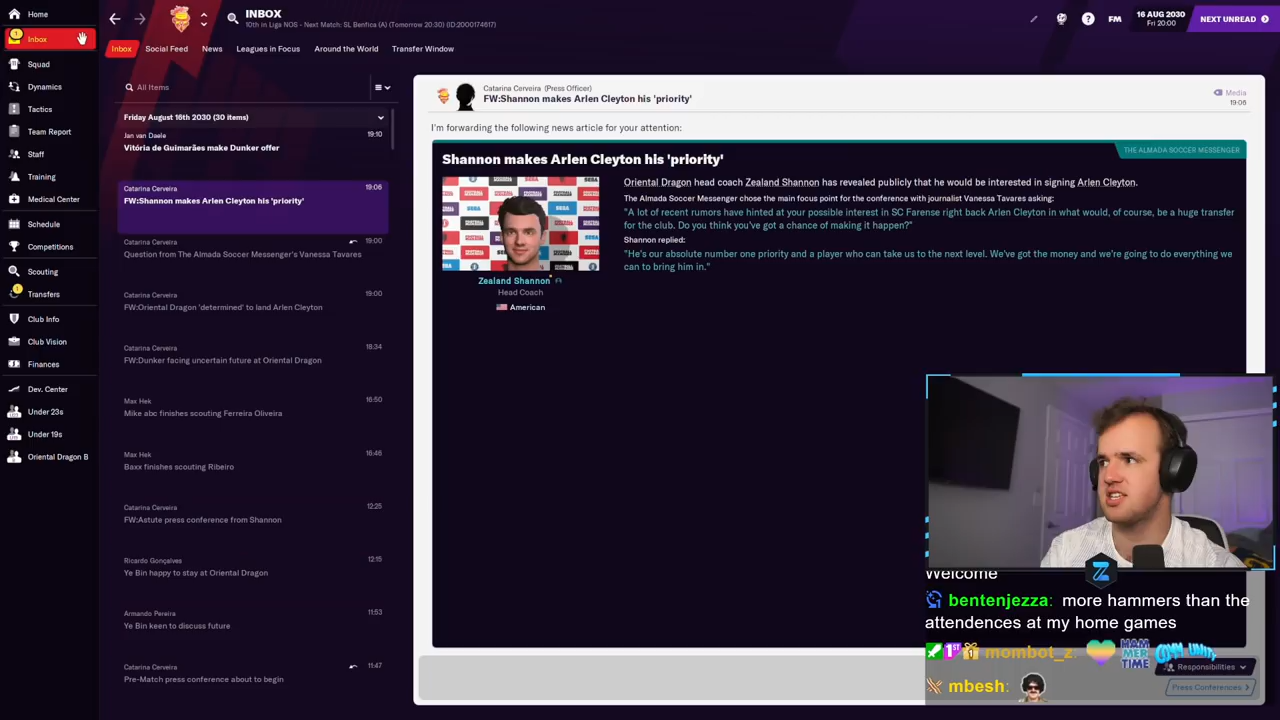 Home
Inbox
Squad
Dynamics
Tactics
Team Report
Staff
Training
Medical Center
Schedule
Competitions
Scouting
Transfers
Club Info
Club Vision
Finances
Dev. Center
Under 23s
Under 19s
Oriental Dragon B
INBOX
10th in Liga NOS - Next Match: SL Benfica (A) (Tomorrow 20:30) (ID:2000174617)
FM
16 AUG 2030
Fri 20:00
NEXT UNREAD
Inbox Social Feed News Leagues in Focus Around the World Transfer Window
All Items
Friday August 16th 2030 (30 items)
Jan van Daele 19:10
Vitória de Guimarães make Dunker offer
Catarina Cerveira 19:06
FW:Shannon makes Arlen Cleyton his 'priority'
Catarina Cerveira 19:00
Question from The Almada Soccer Messenger's Vanessa Tavares
Catarina Cerveira 19:00
FW:Oriental Dragon 'determined' to land Arlen Cleyton
Catarina Cerveira 18:34
FW:Dunker facing uncertain future at Oriental Dragon
Max Hek 16:50
Mike abc finishes scouting Ferreira Oliveira
Max Hek 16:46
Baxx finishes scouting Ribeiro
Catarina Cerveira 12:25
FW:Astute press conference from Shannon
Ricardo Gonçalves 12:15
Ye Bin happy to stay at Oriental Dragon
Armando Pereira 11:53
Ye Bin keen to discuss future
Catarina Cerveira 11:47
Pre-Match press conference about to begin
Catarina Cerveira (Press Officer)
FW:Shannon makes Arlen Cleyton his 'priority'
Media
19:06
I'm forwarding the following news article for your attention:
Shannon makes Arlen Cleyton his 'priority'
THE ALMADA SOCCER MESSENGER
Zealand Shannon
Head Coach
American
Oriental Dragon head coach Zealand Shannon has revealed publicly that he would be interested in signing Arlen Cleyton.
The Almada Soccer Messenger chose the main focus point for the conference with journalist Vanessa Tavares asking:
"A lot of recent rumors have hinted at your possible interest in SC Farense right back Arlen Cleyton in what would, of course, be a huge transfer
for the club. Do you think you've got a chance of making it happen?"
Shannon replied:
"He's our absolute number one priority and a player who can take us to the next level. We've got the money and we're going to do everything we
can to bring him in."
Welcome
bentenjezza: more hammers than the
attendences at my home games
mombot_z:
mbesh:
Responsibilities
Press Conferences